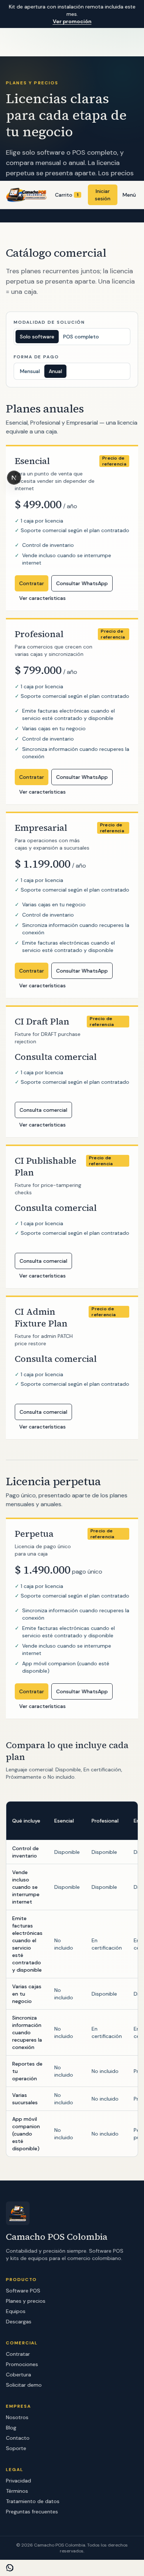 Kit de apertura con instalación remota incluida este
mes.
Ver promoción
PLANES Y PRECIOS
Licencias claras
para cada etapa de
tu negocio
Elige solo software o POS completo, y
compara mensual o anual. La licencia
perpetua se presenta aparte. Los precios
Carrito 1
Iniciar
sesión
Menú
Catálogo comercial
Tres planes recurrentes juntos; la licencia
perpetua se presenta aparte. Una licencia
= una caja.
MODALIDAD DE SOLUCIÓN
Solo software
POS completo
FORMA DE PAGO
Mensual
Anual
Planes anuales
Esencial, Profesional y Empresarial — una licencia
equivale a una caja.
Esencial
Precio de
referencia
un punto de venta que
necesita vender sin depender de
internet
$ 499.000 / año
✓ 1 caja por licencia
✓ Soporte comercial según el plan contratado
✓ Control de inventario
✓ Vende incluso cuando se interrumpe
internet
Contratar
Consultar WhatsApp
Ver características
Profesional
Precio de
referencia
Para comercios que crecen con
varias cajas y sincronización
$ 799.000 / año
✓ 1 caja por licencia
✓ Soporte comercial según el plan contratado
✓ Emite facturas electrónicas cuando el
servicio esté contratado y disponible
✓ Varias cajas en tu negocio
✓ Control de inventario
✓ Sincroniza información cuando recuperes la
conexión
Contratar
Consultar WhatsApp
Ver características
Empresarial
Precio de
referencia
Para operaciones con más
cajas y expansión a sucursales
$ 1.199.000 / año
✓ 1 caja por licencia
✓ Soporte comercial según el plan contratado
✓ Varias cajas en tu negocio
✓ Control de inventario
✓ Sincroniza información cuando recuperes la
conexión
✓ Emite facturas electrónicas cuando el
servicio esté contratado y disponible
Contratar
Consultar WhatsApp
Ver características
CI Draft Plan
Precio de
referencia
Fixture for DRAFT purchase
rejection
Consulta comercial
✓ 1 caja por licencia
✓ Soporte comercial según el plan contratado
Consulta comercial
Ver características
CI Publishable
Plan
Precio de
referencia
Fixture for price-tampering
checks
Consulta comercial
✓ 1 caja por licencia
✓ Soporte comercial según el plan contratado
Consulta comercial
Ver características
CI Admin
Fixture Plan
Precio de
referencia
Fixture for admin PATCH
price restore
Consulta comercial
✓ 1 caja por licencia
✓ Soporte comercial según el plan contratado
Consulta comercial
Ver características
Licencia perpetua
Pago único, presentado aparte de los planes
mensuales y anuales.
Perpetua
Precio de
referencia
Licencia de pago único
para una caja
$ 1.490.000 pago único
✓ 1 caja por licencia
✓ Soporte comercial según el plan contratado
✓ Sincroniza información cuando recuperes la
conexión
✓ Emite facturas electrónicas cuando el
servicio esté contratado y disponible
✓ Vende incluso cuando se interrumpe
internet
✓ App móvil companion (cuando esté
disponible)
Contratar
Consultar WhatsApp
Ver características
Compara lo que incluye cada
plan
Lenguaje comercial: Disponible, En certificación,
Próximamente o No incluido.
Qué incluye Esencial Profesional
Control de
inventario
Disponible Disponible
Vende
incluso
cuando se
interrumpe
internet
Disponible Disponible
Emite
facturas
electrónicas
cuando el
servicio
esté
contratado
y disponible
No
incluido
En
certificación
Varias cajas
en tu
negocio
No
incluido
Disponible
Sincroniza
información
cuando
recuperes la
conexión
No
incluido
En
certificación
Reportes de
tu
operación
No
incluido
No incluido
Varias
sucursales
No
incluido
No incluido
App móvil
companion
(cuando
esté
disponible)
No
incluido
No incluido
Camacho POS Colombia
Contabilidad y precisión siempre. Software POS
y kits de equipos para el comercio colombiano.
PRODUCTO
Software POS
Planes y precios
Equipos
Descargas
COMERCIAL
Contratar
Promociones
Cobertura
Solicitar demo
EMPRESA
Nosotros
Blog
Contacto
Soporte
LEGAL
Privacidad
Términos
Tratamiento de datos
Preguntas frecuentes
© 2026 Camacho POS Colombia. Todos los derechos
reservados.